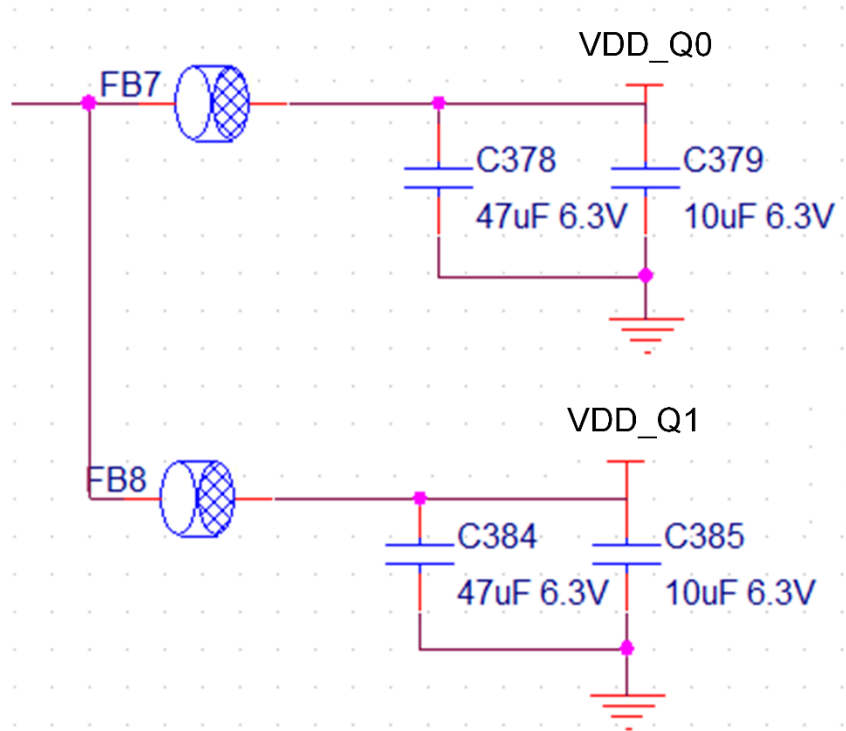 VDD_Q0
FB7
C378
C379
47uF 6.3V
10uF 6.3V
VDD_Q1
FB8
C384
C385
47uF 6.3V
10uF 6.3V